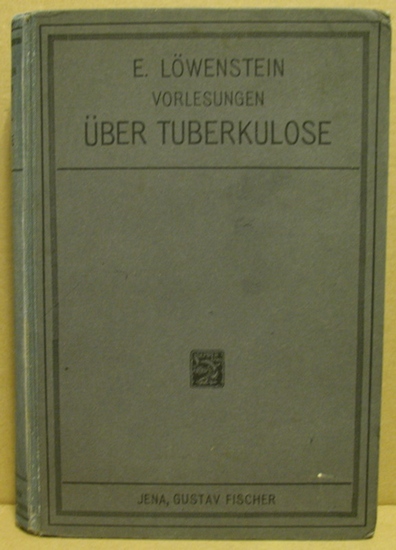 E. LÖWENSTEIN
VORLESUNGEN
ÜBER TUBERKULOSE
JENA, GUSTAV FISCHER